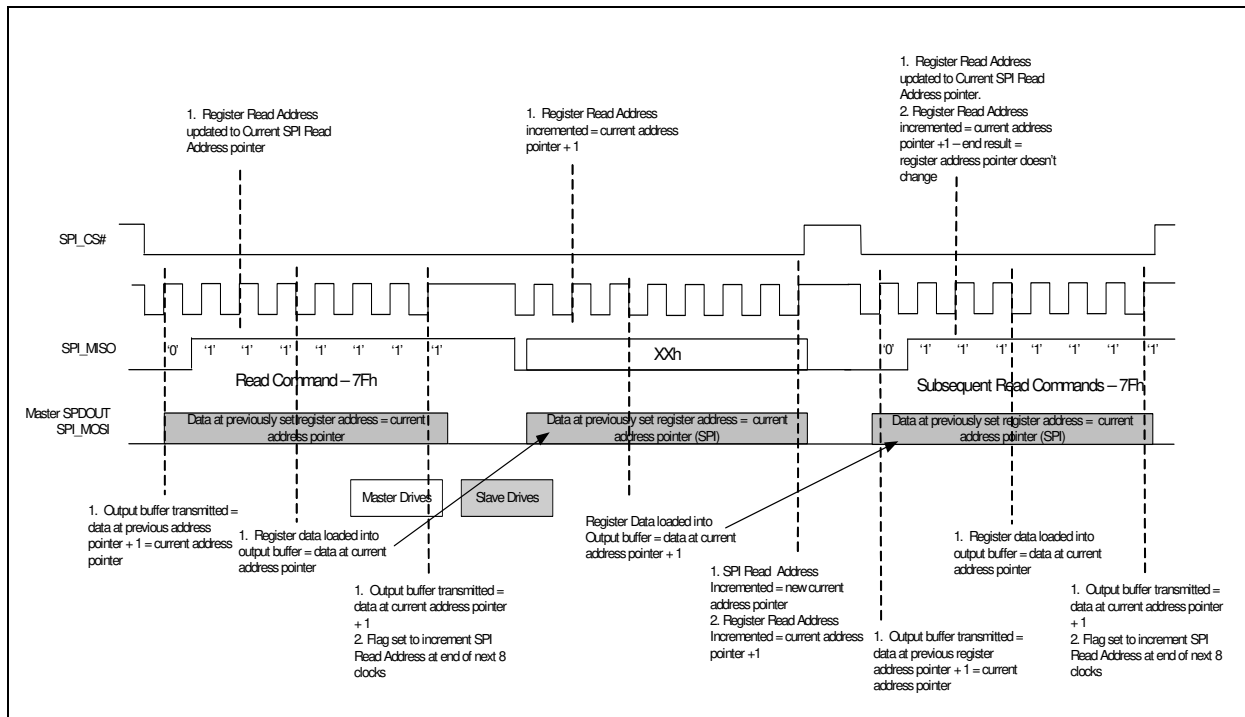 1. Register Read Address
updated to Current SPI Read
Address pointer
1. Register Read Address
incremented = current address
pointer + 1
1. Register Read Address
updated to Current SPI Read
Address pointer.
2. Register Read Address
incremented = current address
pointer +1 – end result =
register address pointer doesn't
change
SPI_CS#
SPI_MISO
'0' '1' '1' '1' '1' '1' '1' '1'
XXh
'0' '1' '1' '1' '1' '1' '1' '1'
Read Command – 7Fh
Subsequent Read Commands – 7Fh
Master SPDOUT
SPI_MOSI
Data at previously set register address = current
address pointer
Data at previously set register address = current
address pointer (SPI)
Data at previously set register address = current
address pointer (SPI)
Master Drives
Slave Drives
1. Output buffer transmitted =
data at previous address
pointer + 1 = current address
pointer
1. Register data loaded into
output buffer = data at current
address pointer
1. Output buffer transmitted =
data at current address pointer
+ 1
2. Flag set to increment SPI
Read Address at end of next 8
clocks
Register Data loaded into
Output buffer = data at current
address pointer + 1
1. SPI Read Address
Incremented = new current
address pointer
2. Register Read Address
Incremented = current address
pointer +1
1. Output buffer transmitted =
data at previous register
address pointer + 1 = current
address pointer
1. Register data loaded into
output buffer = data at current
address pointer
1. Output buffer transmitted =
data at current address pointer
+ 1
2. Flag set to increment SPI
Read Address at end of next 8
clocks